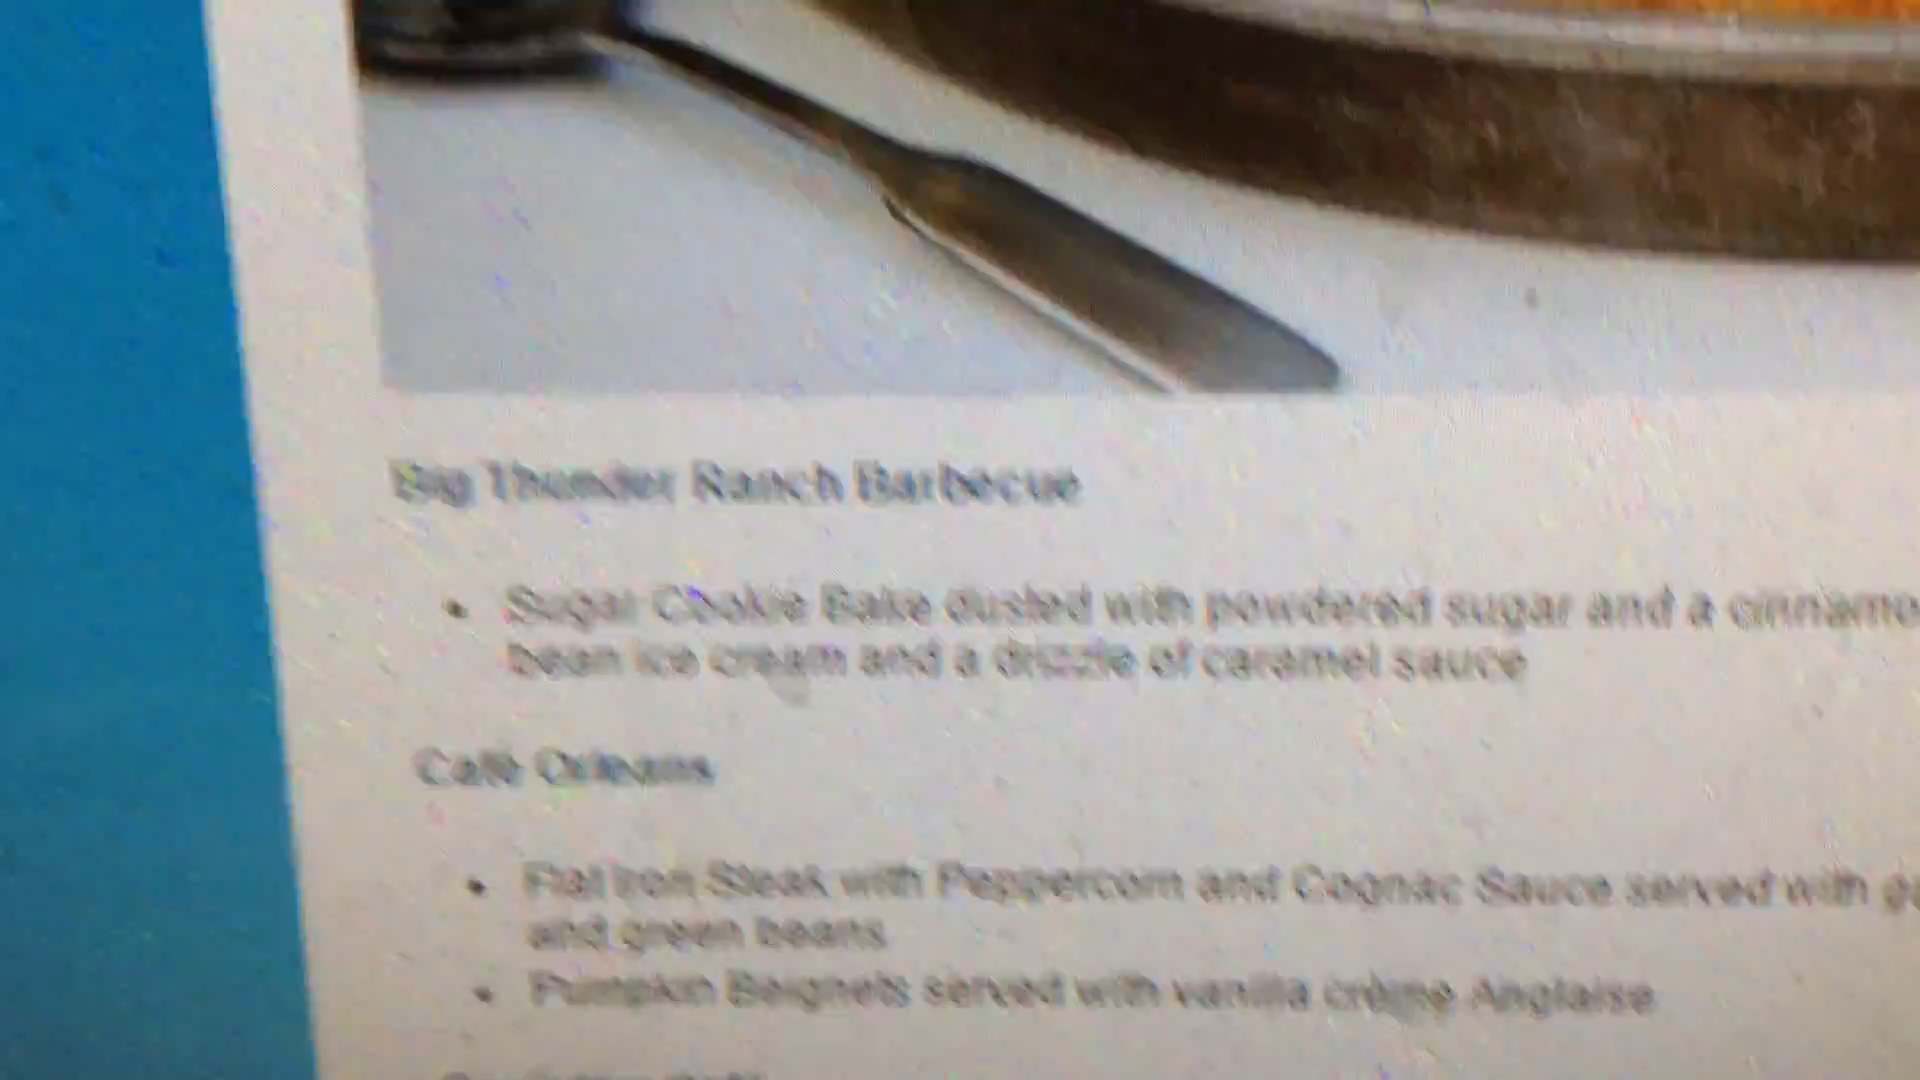 Big Thunder Ranch Barbecue
• Sugar Cookie Bake dusted with powdered sugar and a
bean ice cream and a drizzle of caramel sauce
Café Orleans
• Flat Iron Steak with Peppercorn and Cognac Sauce served with
and green beans
• Pumpkin Beignets served with vanilla crème Anglaise